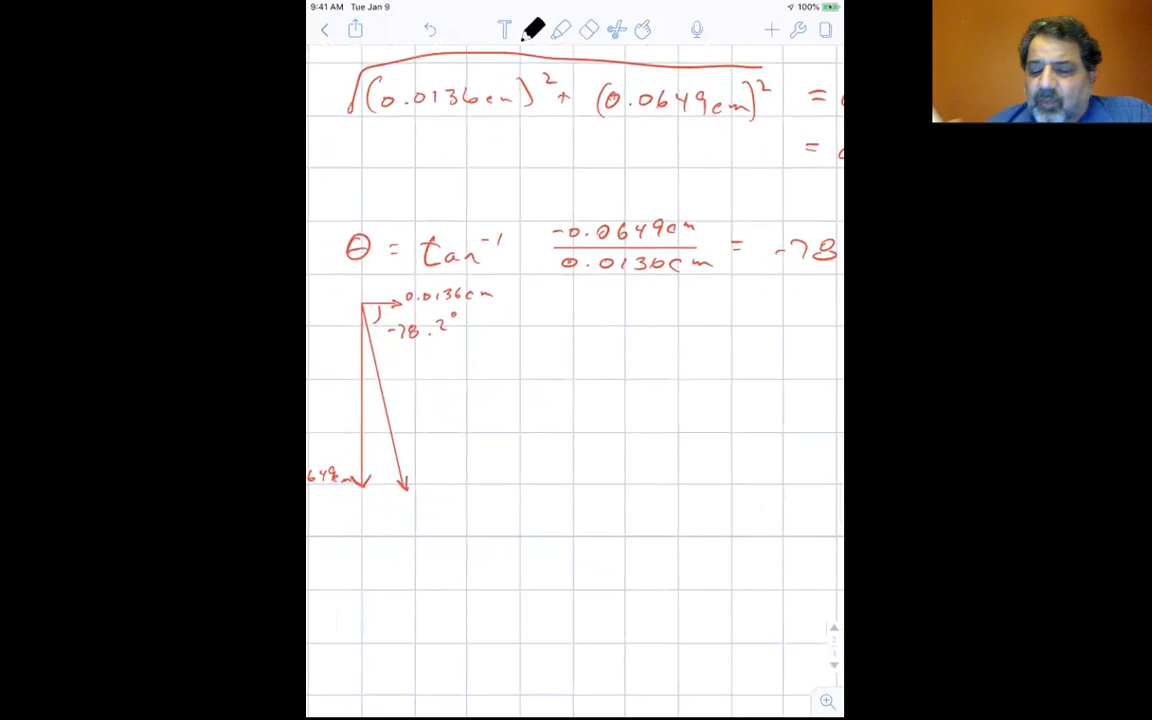 9:41 AM Tue Jan 9
100%
T
√(0.0136cm)² + (0.0649cm)² =
=
θ = tan⁻¹ -0.0649cm / 0.0136cm = -78
0.0136cm
-78.2°
649cm